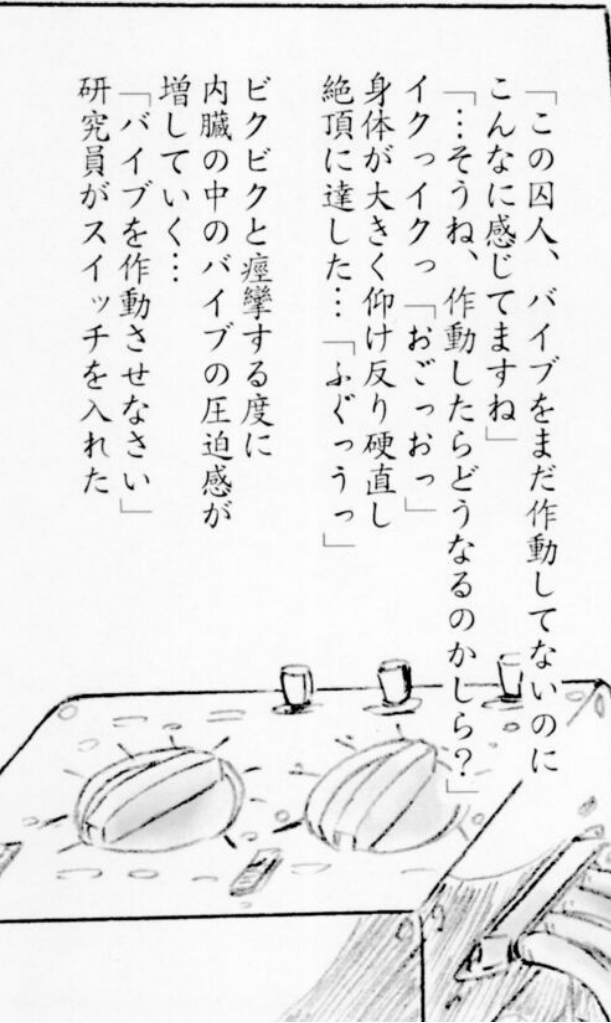 「この囚人、バイブをまだ作動してないのに
こんなに感じてますね」
「…そうね、作動したらどうなるのかしら？」
イクっイクっ「おごっおっ」
身体が大きく仰け反り硬直し
絶頂に達した…「ふぐっうっ」
ビクビクと痙攣する度に
内臓の中のバイブの圧迫感が
増していく…
「バイブを作動させなさい」
研究員がスイッチを入れた